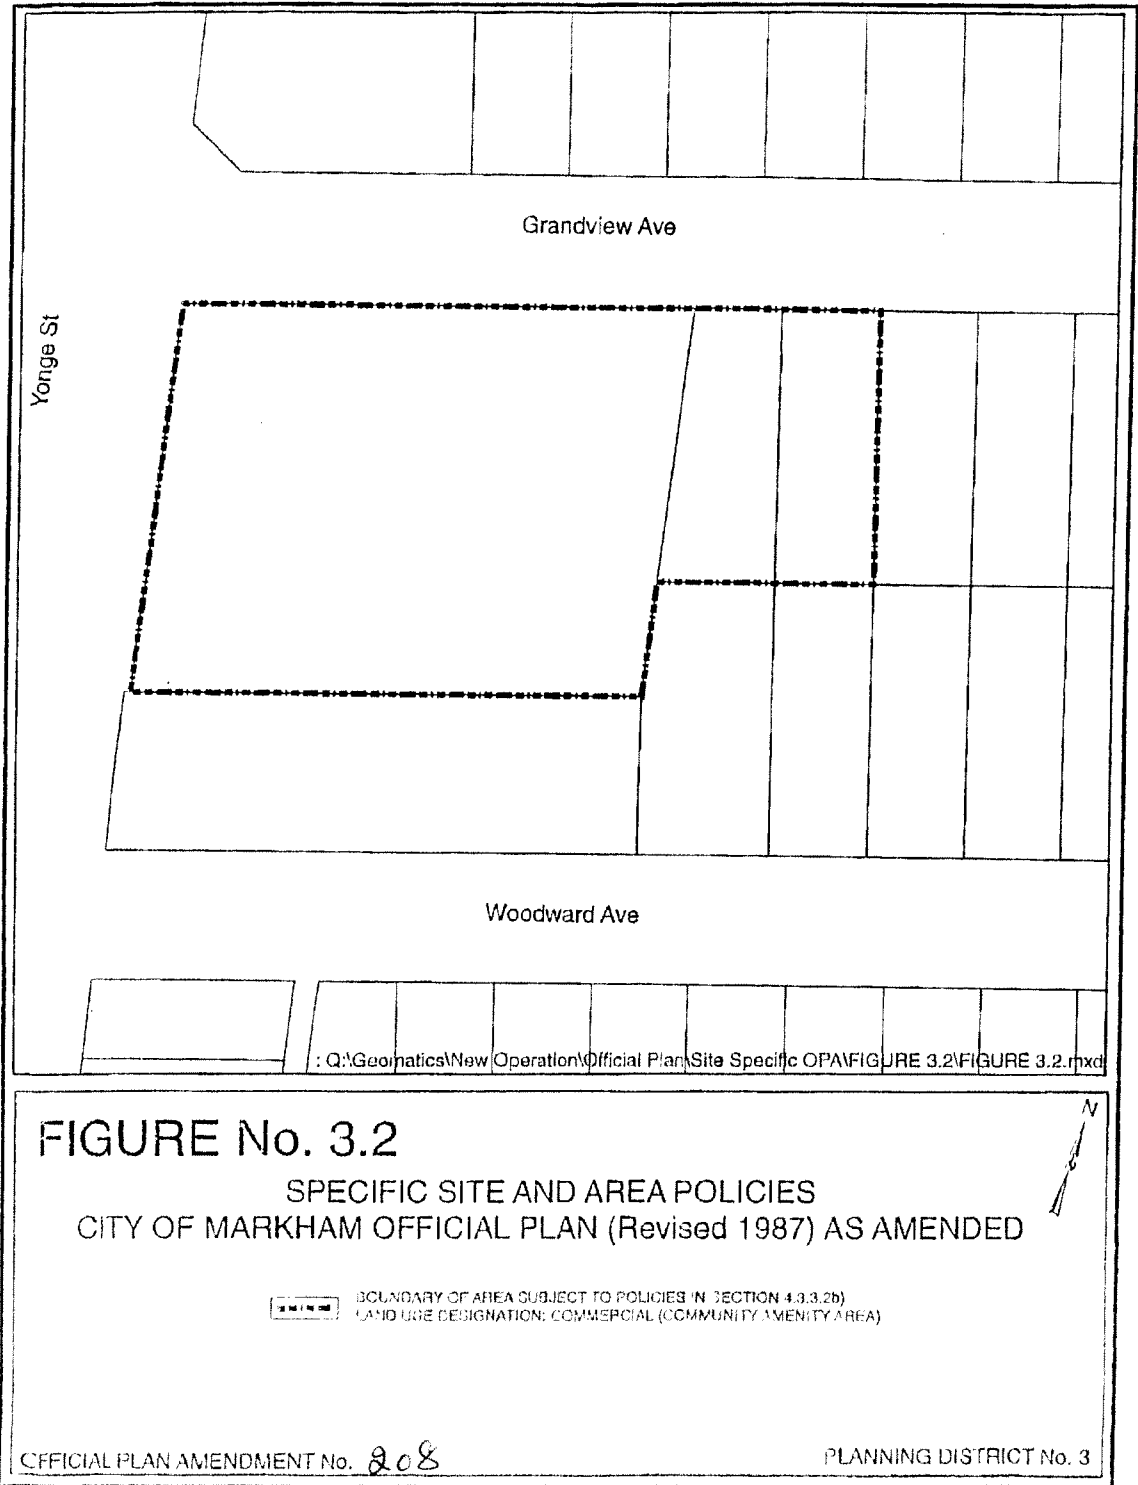 Grandview Ave
Yonge St
Woodward Ave
: Q:\Geomatics\New Operation\Official Plan\Site Specific OPA\FIGURE 3.2\FIGURE 3.2.mxd
N
FIGURE No. 3.2
SPECIFIC SITE AND AREA POLICIES
CITY OF MARKHAM OFFICIAL PLAN (Revised 1987) AS AMENDED
BOUNDARY OF AREA SUBJECT TO POLICIES IN SECTION 4.3.3.2b)
LAND USE DESIGNATION: COMMERCIAL (COMMUNITY AMENITY AREA)
OFFICIAL PLAN AMENDMENT No. 208
PLANNING DISTRICT No. 3